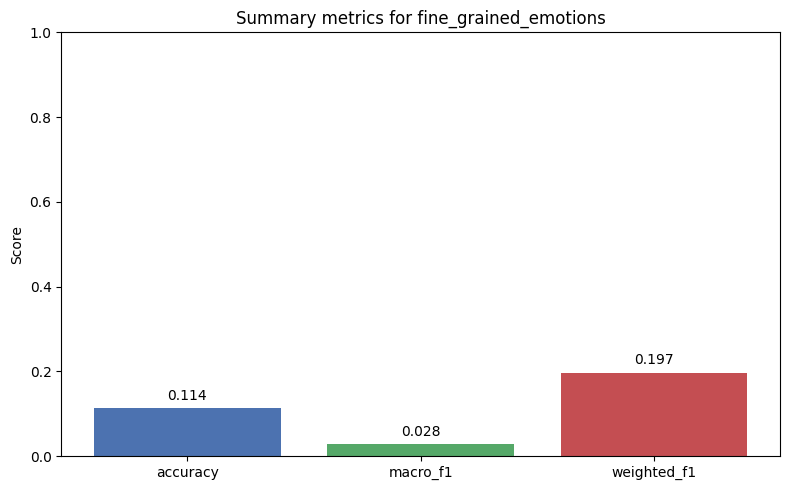 Summary metrics for fine_grained_emotions
1.0
0.8
0.6
0.4
0.2
0.0
Score
0.114
0.028
0.197
accuracy
macro_f1
weighted_f1